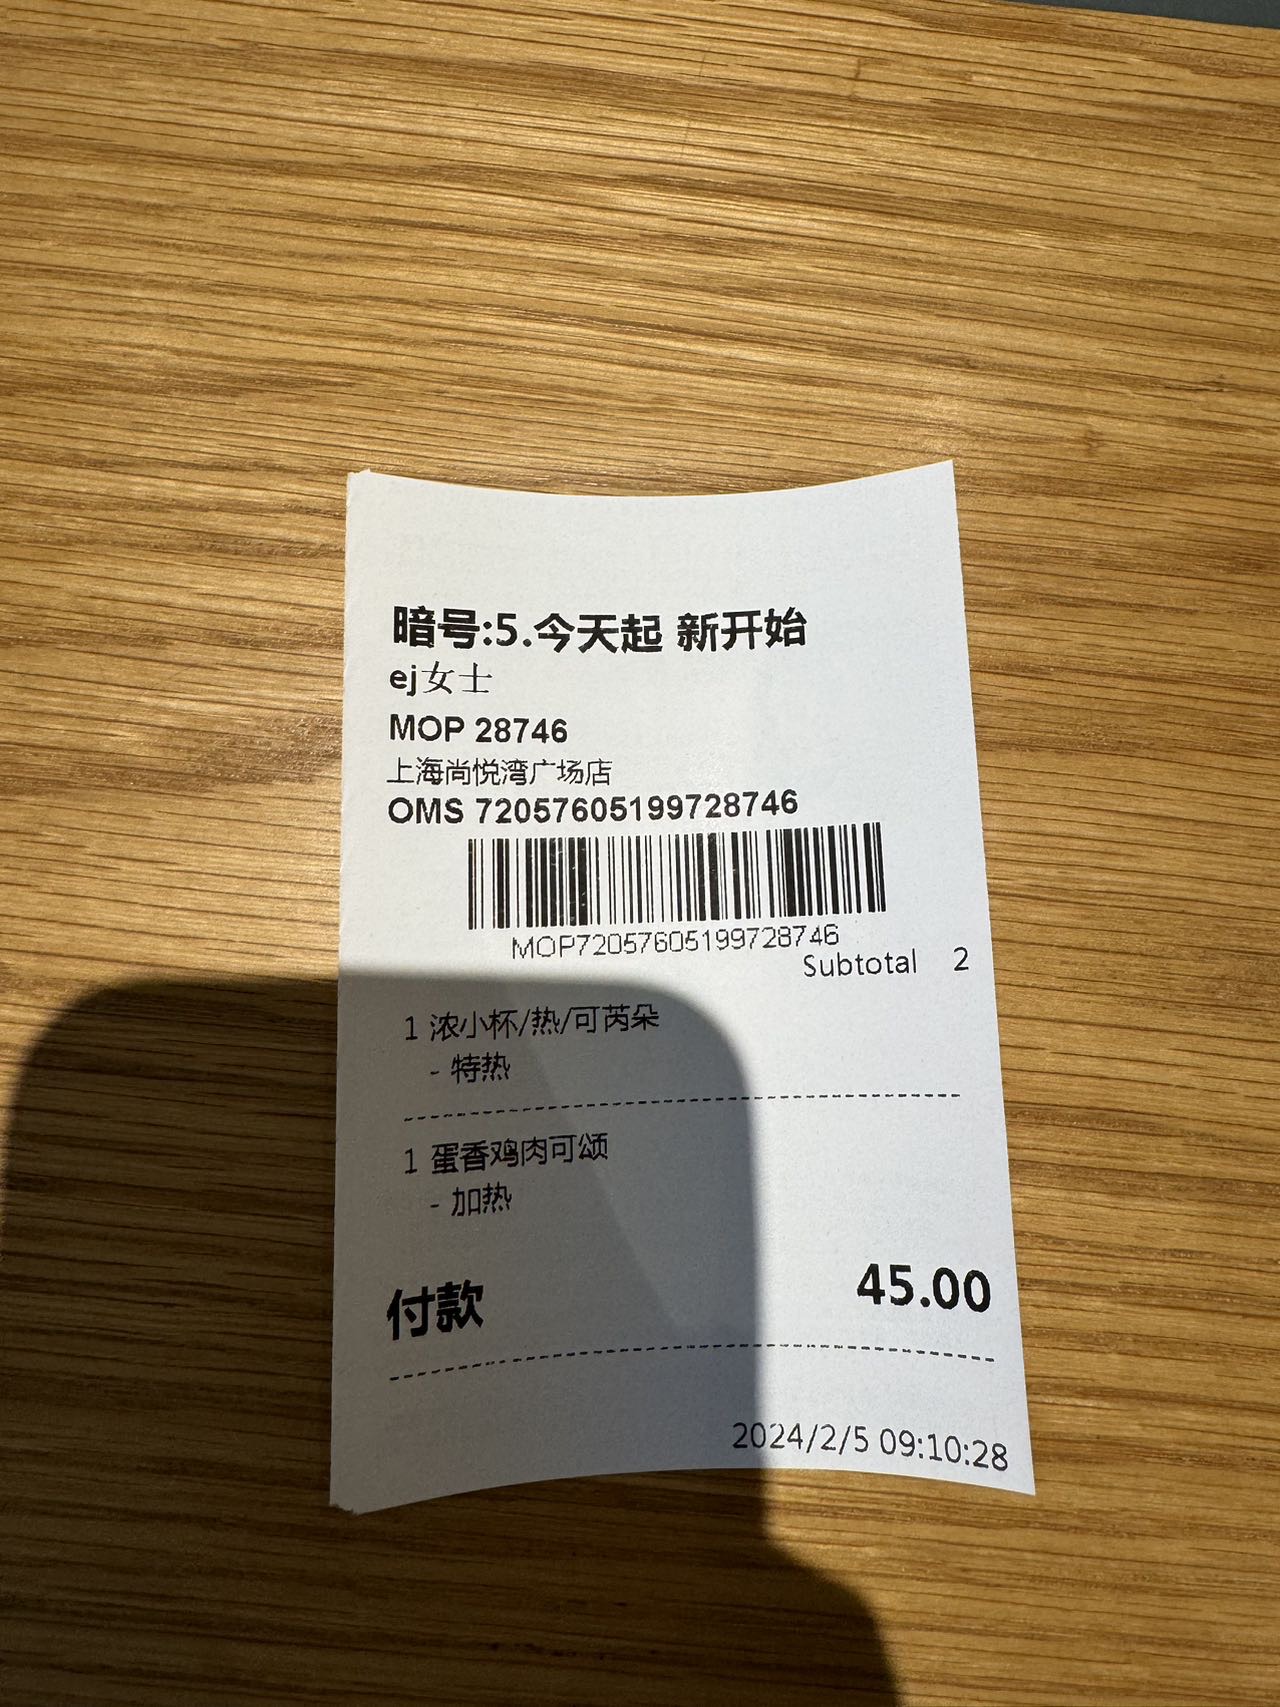 暗号:5.今天起 新开始
ej女士
MOP 28746
上海尚悦湾广场店
OMS 72057605199728746
MOP72057605199728746
Subtotal 2
1 浓小杯/热/可芮朵
- 特热
1 蛋香鸡肉可颂
- 加热
付款 45.00
2024/2/5 09:10:28